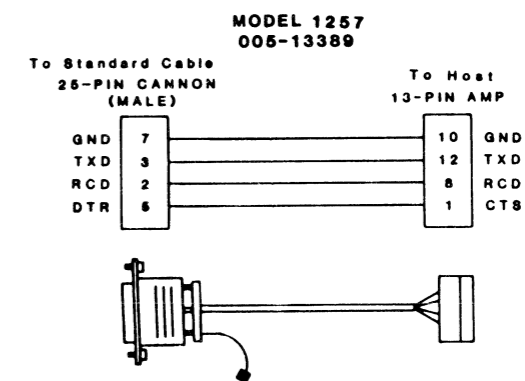 MODEL 1257
005-13389
To Standard Cable
25-PIN CANNON
(MALE)
To Host
13-PIN AMP
GND 7 10 GND
TXD 3 12 TXD
RCD 2 8 RCD
DTR 5 1 CTS